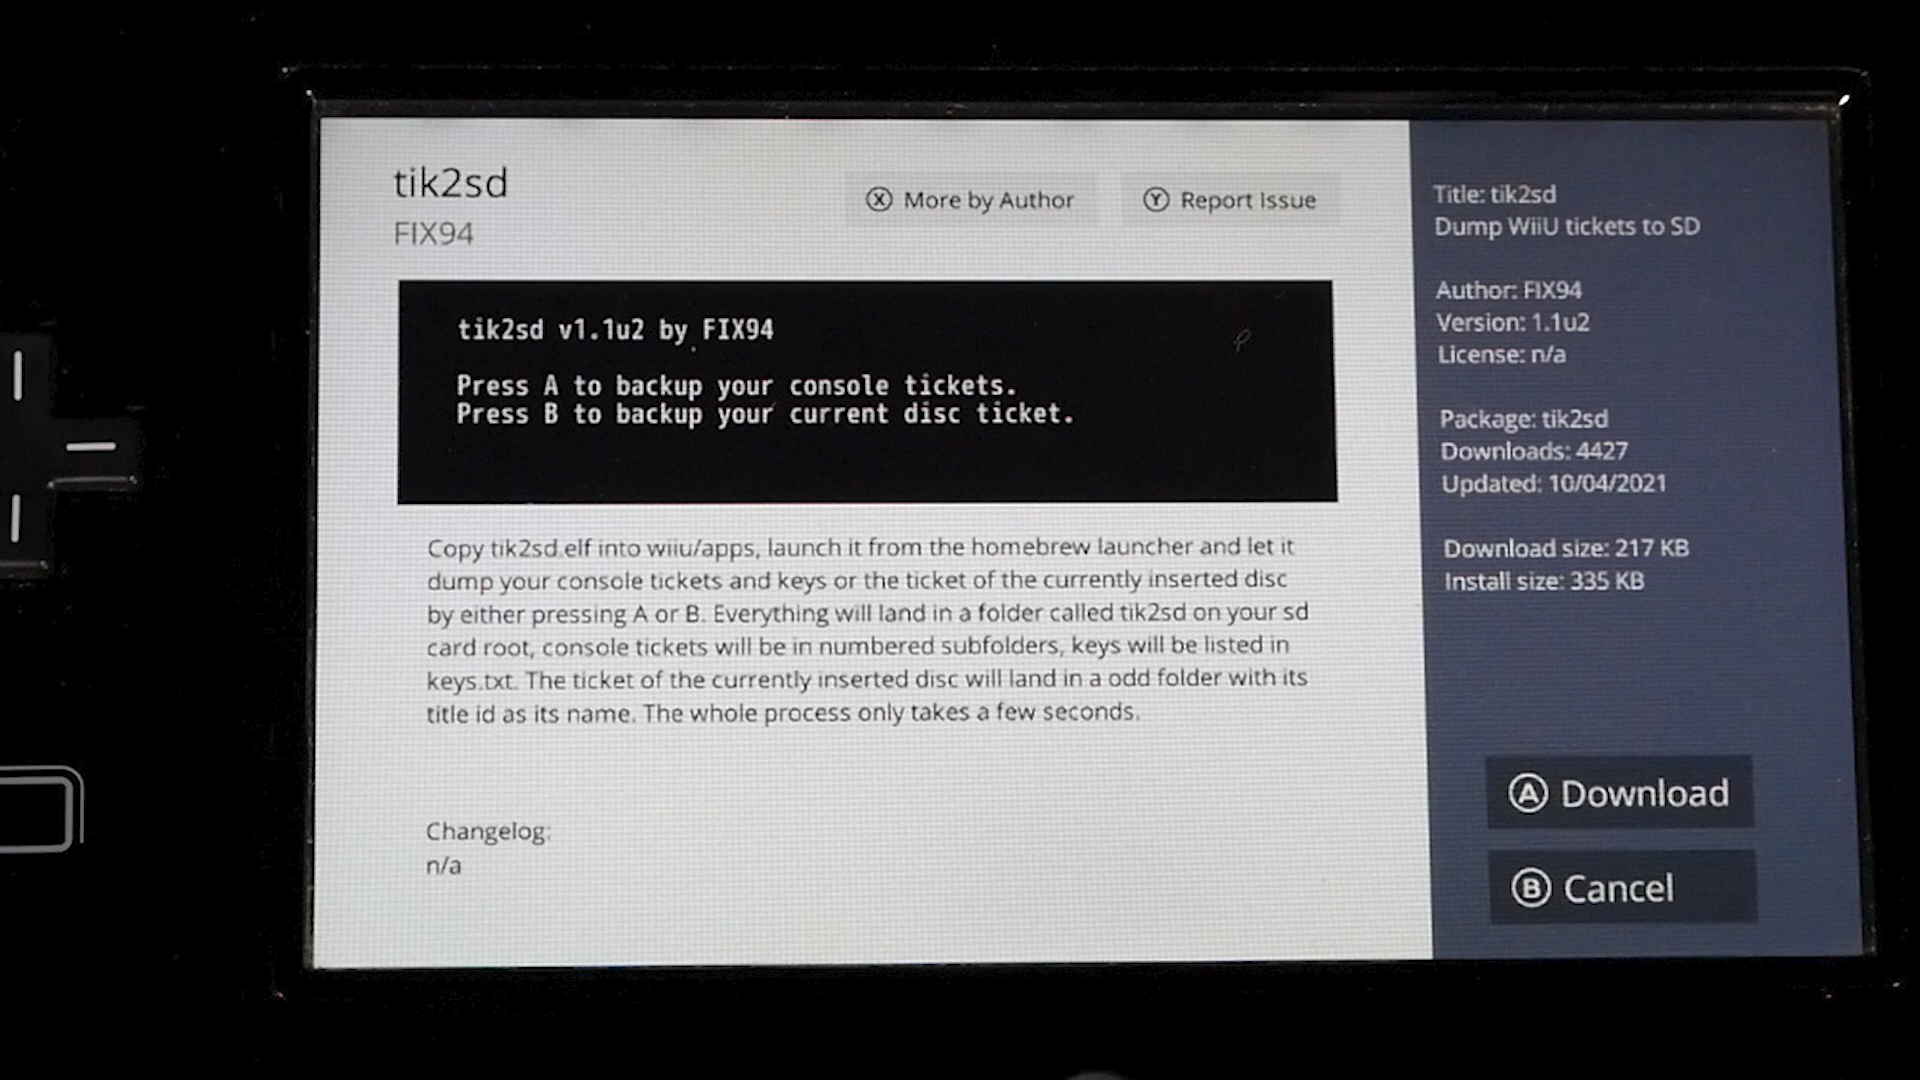 tik2sd
FIX94
X More by Author
Y Report Issue
tik2sd v1.1u2 by FIX94
Press A to backup your console tickets.
Press B to backup your current disc ticket.
Copy tik2sd.elf into wiiu/apps, launch it from the homebrew launcher and let it
dump your console tickets and keys or the ticket of the currently inserted disc
by either pressing A or B. Everything will land in a folder called tik2sd on your sd
card root, console tickets will be in numbered subfolders, keys will be listed in
keys.txt. The ticket of the currently inserted disc will land in a odd folder with its
title id as its name. The whole process only takes a few seconds.
Changelog:
n/a
Title: tik2sd
Dump WiiU tickets to SD
Author: FIX94
Version: 1.1u2
License: n/a
Package: tik2sd
Downloads: 4427
Updated: 10/04/2021
Download size: 217 KB
Install size: 335 KB
A Download
B Cancel